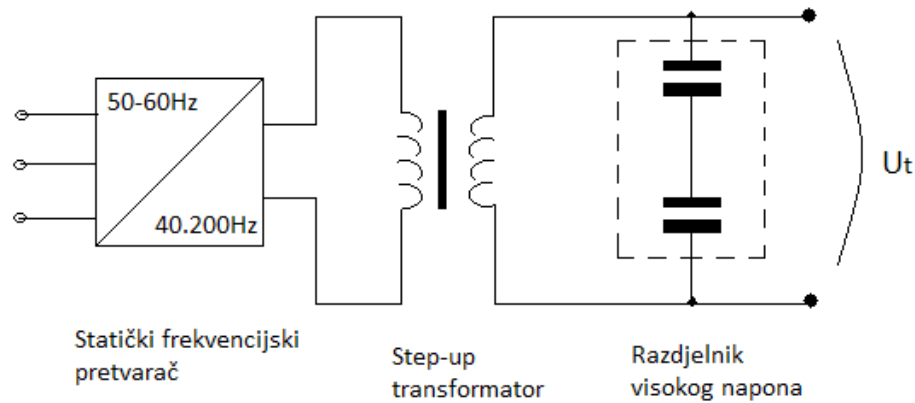 50-60Hz
40.200Hz
Ut
Statički frekvencijski
pretvarač
Step-up
transformator
Razdjelnik
visokog napona